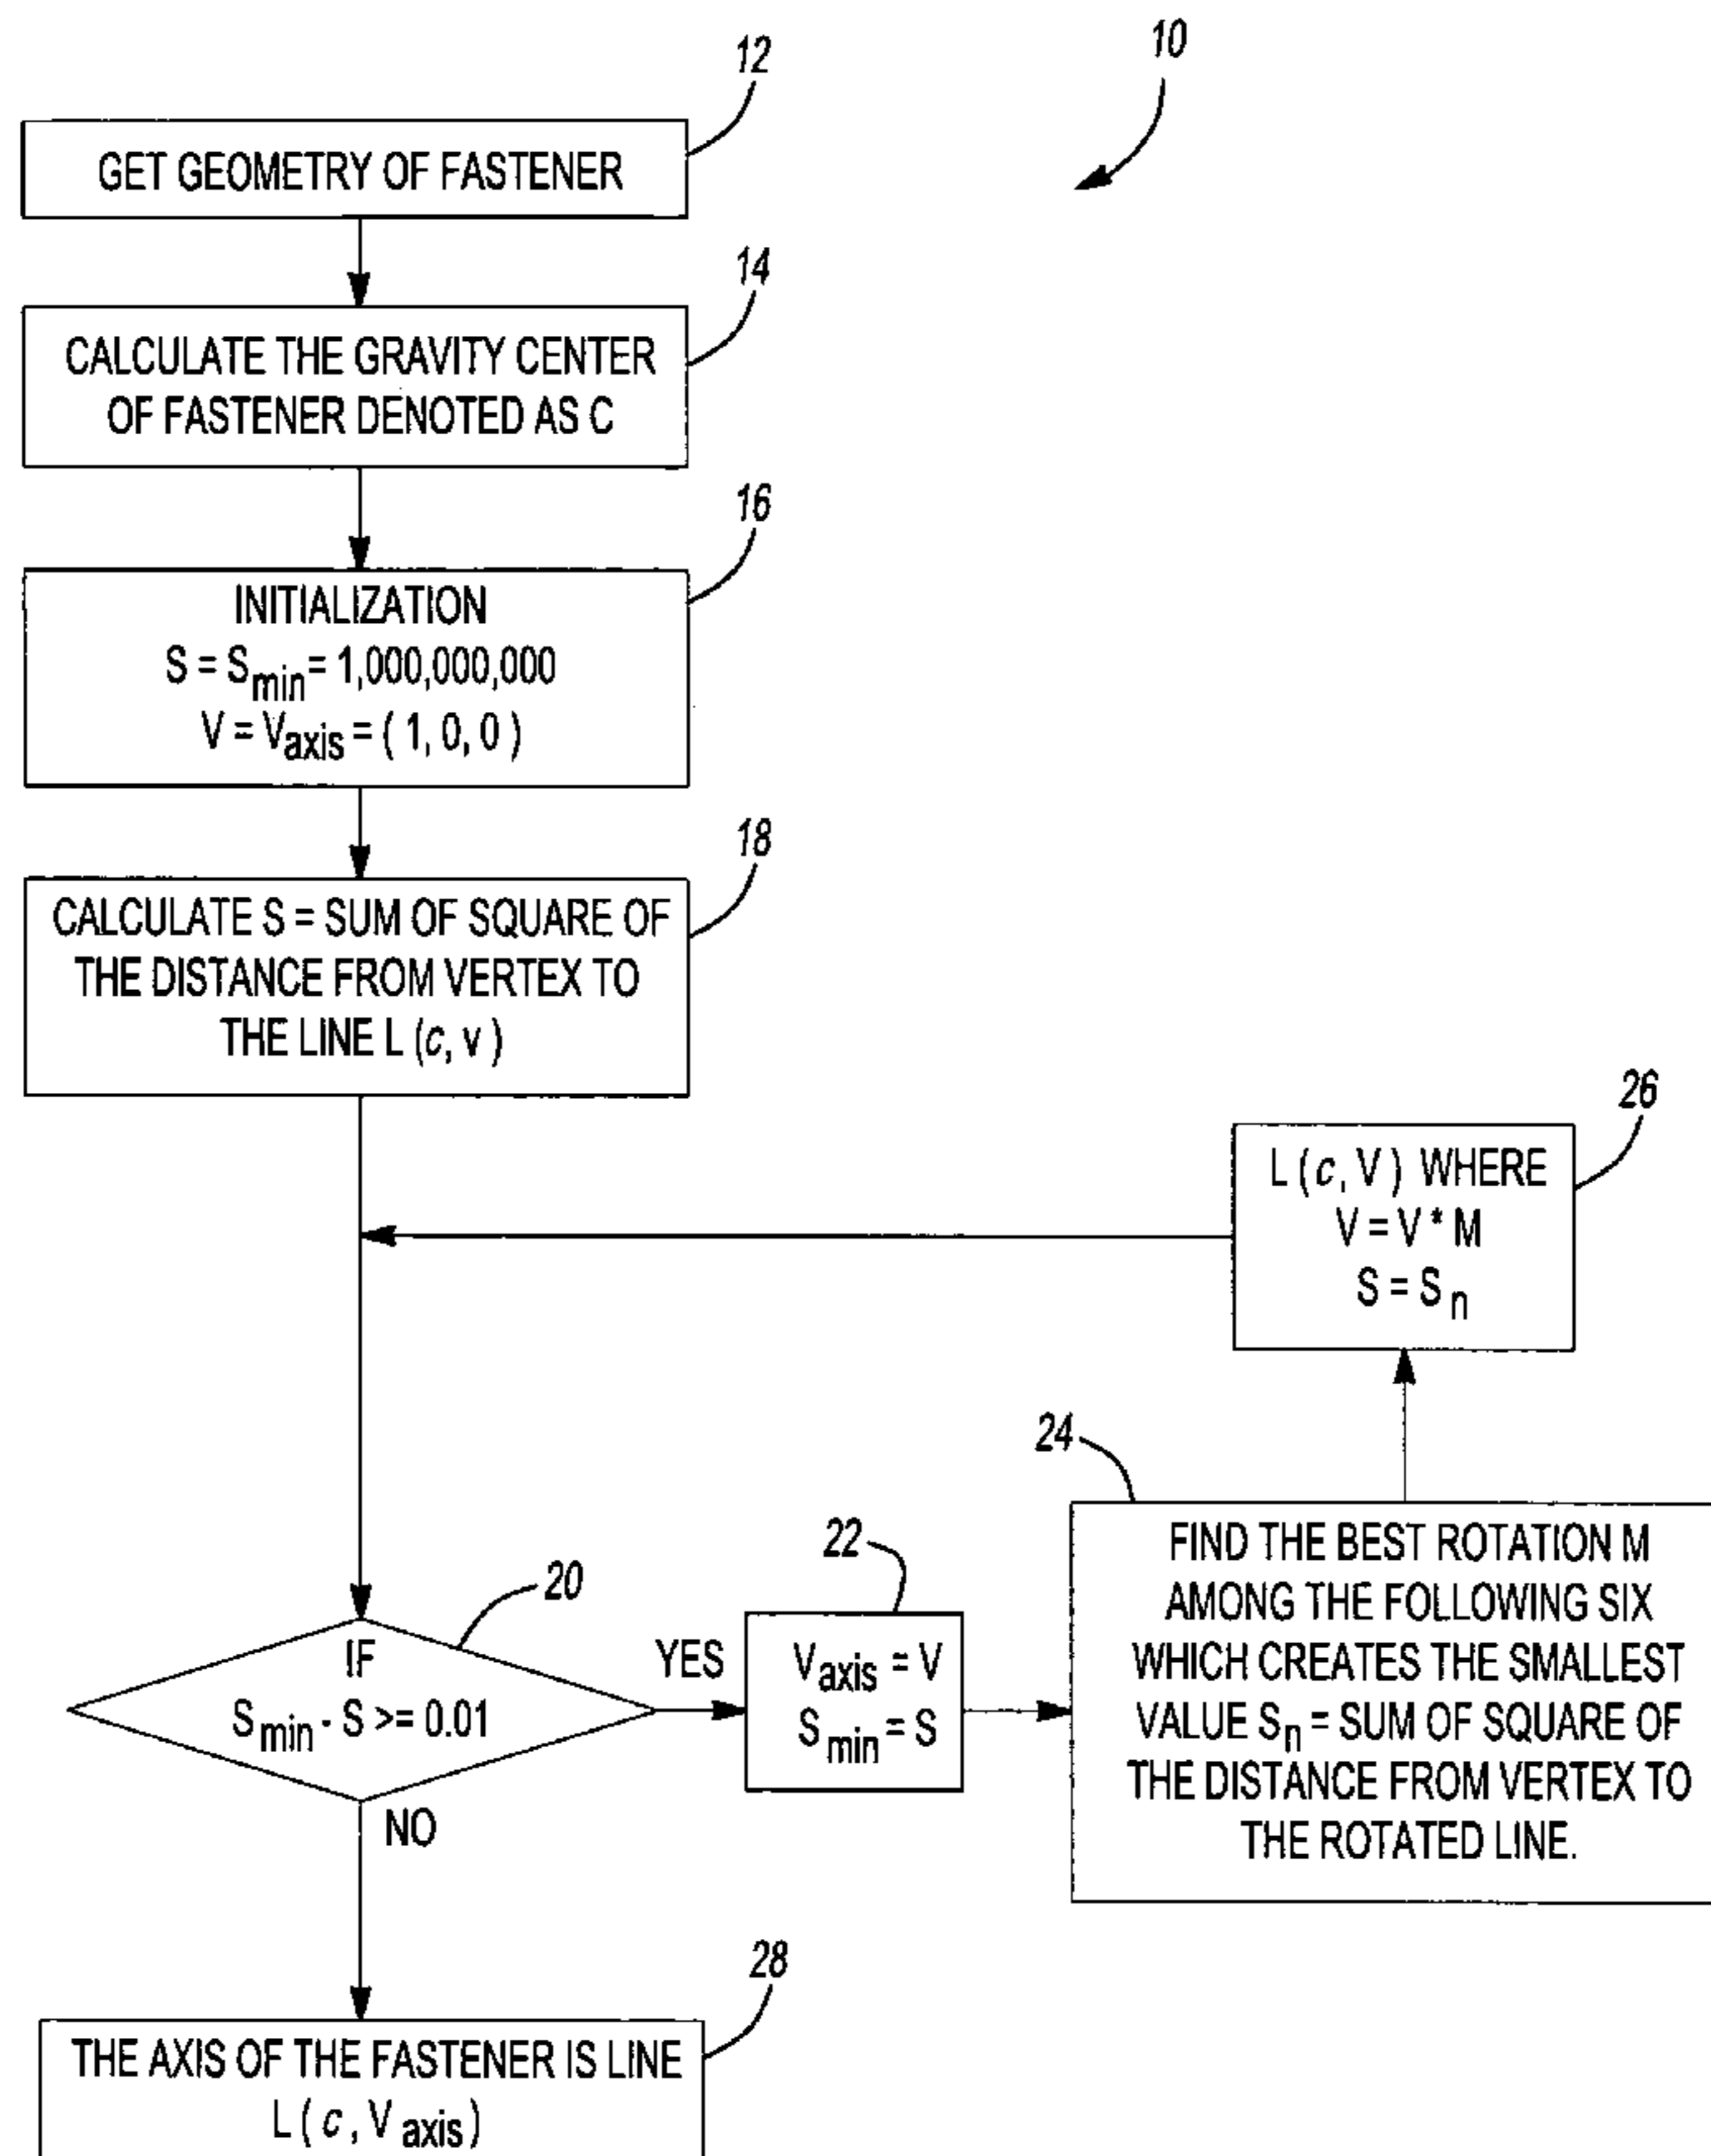 10
12
GET GEOMETRY OF FASTENER
14
CALCULATE THE GRAVITY CENTER
OF FASTENER DENOTED AS C
16
INITIALIZATION
S = Smin = 1,000,000,000
V = Vaxis = ( 1, 0, 0 )
18
CALCULATE S = SUM OF SQUARE OF
THE DISTANCE FROM VERTEX TO
THE LINE L (c, v )
26
L (c, V ) WHERE
V = V * M
S = Sn
20
IF
Smin - S >= 0.01
YES
NO
22
Vaxis = V
Smin = S
24
FIND THE BEST ROTATION M
AMONG THE FOLLOWING SIX
WHICH CREATES THE SMALLEST
VALUE Sn = SUM OF SQUARE OF
THE DISTANCE FROM VERTEX TO
THE ROTATED LINE.
28
THE AXIS OF THE FASTENER IS LINE
L ( c , Vaxis)